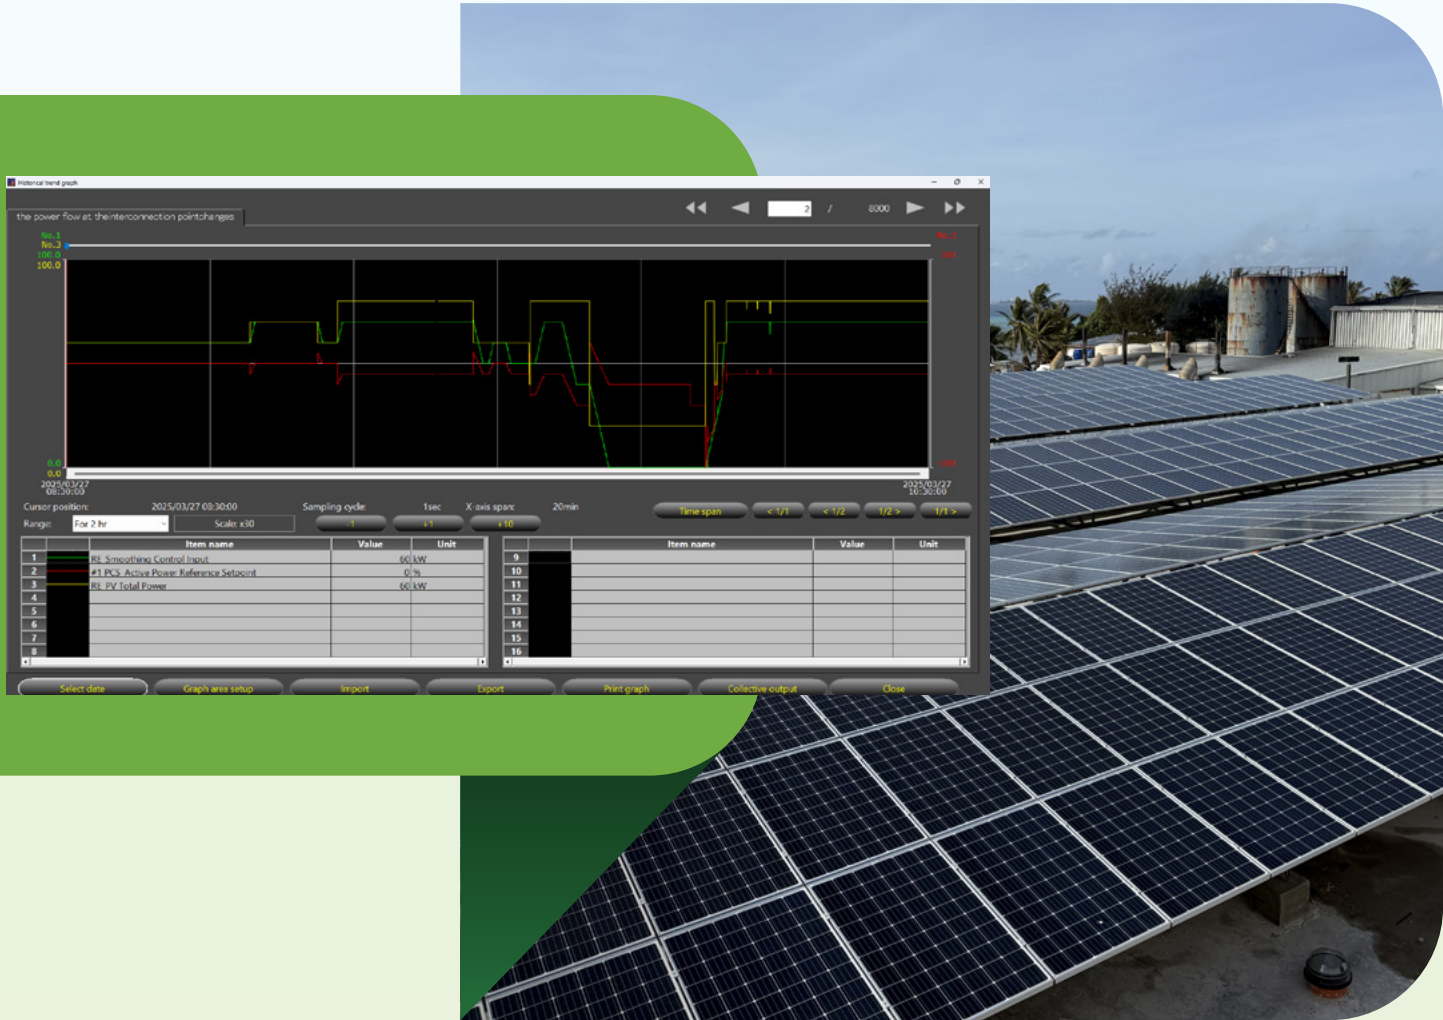 Historical trend graph
the power flow at theinterconnection pointchanges
2 / 8000
No.1
No.3
100.0
100.0
No.2
100
0.0
0.0
-100
2025/03/27
08:30:00
2025/03/27
10:30:00
Cursor position: 2025/03/27 08:30:00 Sampling cycle: 1sec X-axis span: 20min
Time span < 1/1 < 1/2 1/2 > 1/1 >
Range: For 2 hr Scale: x30 -1 +1 +10
Item name Value Unit Item name Value Unit
1 RE Smoothing Control Input 60 kW 9
2 #1 PCS Active Power Reference Setpoint 0 % 10
3 RE PV Total Power 60 kW 11
4 12
5 13
6 14
7 15
8 16
Select date Graph area setup Import Export Print graph Collective output Close